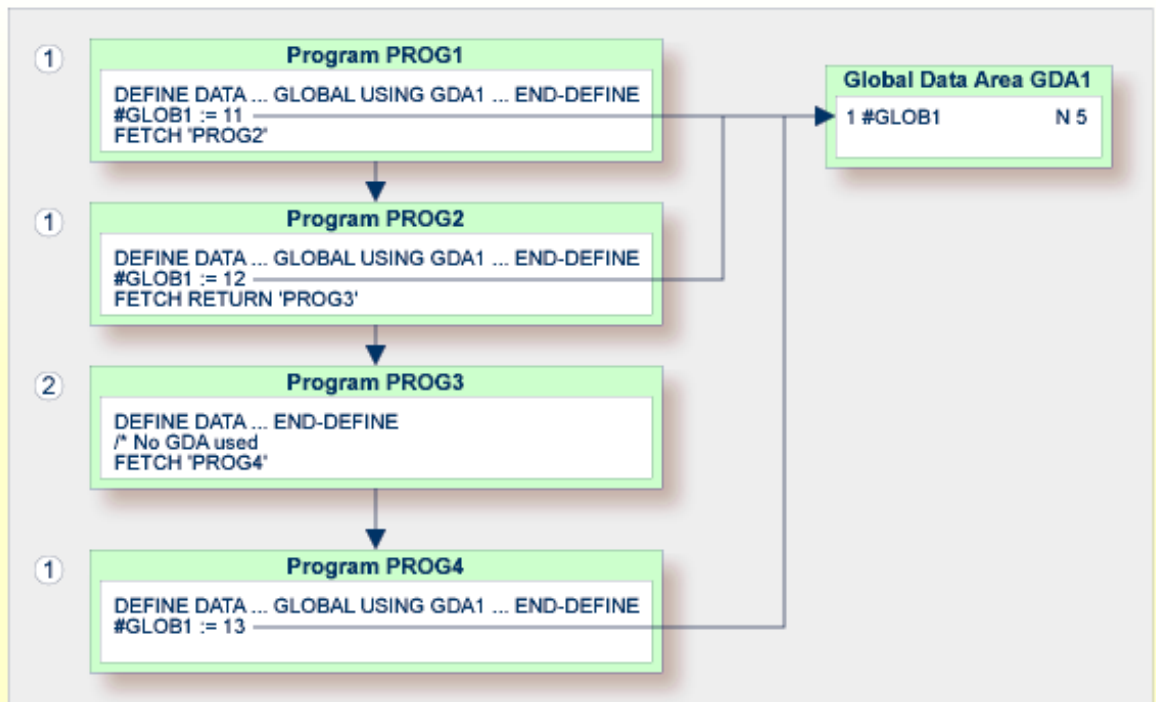 1
Program PROG1
DEFINE DATA ... GLOBAL USING GDA1 ... END-DEFINE
#GLOB1 := 11
FETCH 'PROG2'
Global Data Area GDA1
1 #GLOB1 N 5
1
Program PROG2
DEFINE DATA ... GLOBAL USING GDA1 ... END-DEFINE
#GLOB1 := 12
FETCH RETURN 'PROG3'
2
Program PROG3
DEFINE DATA ... END-DEFINE
/* No GDA used
FETCH 'PROG4'
1
Program PROG4
DEFINE DATA ... GLOBAL USING GDA1 ... END-DEFINE
#GLOB1 := 13